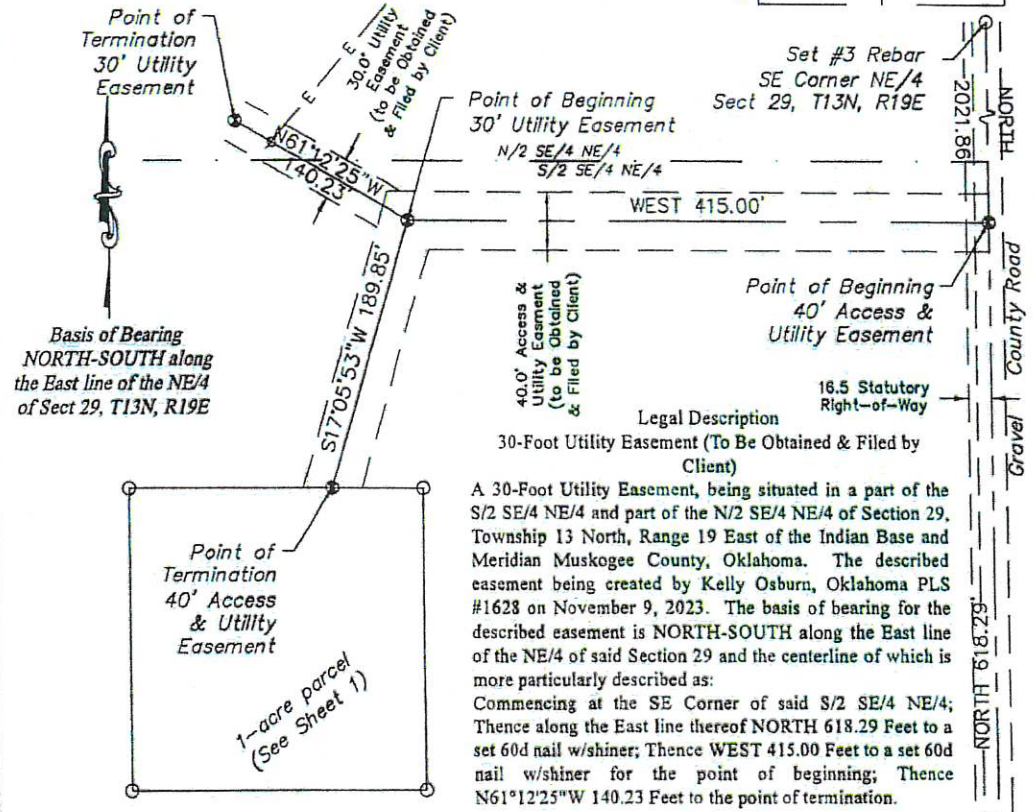 Point of
Termination
30' Utility
Easement
E
E
30.0' Utility
Easement
(to be Obtained
& Filed by Client)
N61°12'25"W
140.23'
Point of Beginning
30' Utility Easement
N/2 SE/4 NE/4
S/2 SE/4 NE/4
Set #3 Rebar
SE Corner NE/4
Sect 29, T13N, R19E
2021.86
NORTH
WEST 415.00'
Basis of Bearing
NORTH-SOUTH along
the East line of the NE/4
of Sect 29, T13N, R19E
S17°05'53"W 189.85'
40.0' Access &
Utility Easment
(to be Obtained
& Filed by Client)
Point of Beginning
40' Access &
Utility Easement
16.5 Statutory
Right-of-Way
Gravel County Road
NORTH 618.29'
Point of
Termination
40' Access
& Utility
Easement
1-acre parcel
(See Sheet 1)
Legal Description
30-Foot Utility Easement (To Be Obtained & Filed by
Client)
A 30-Foot Utility Easement, being situated in a part of the
S/2 SE/4 NE/4 and part of the N/2 SE/4 NE/4 of Section 29,
Township 13 North, Range 19 East of the Indian Base and
Meridian Muskogee County, Oklahoma. The described
easement being created by Kelly Osburn, Oklahoma PLS
#1628 on November 9, 2023. The basis of bearing for the
described easement is NORTH-SOUTH along the East line
of the NE/4 of said Section 29 and the centerline of which is
more particularly described as:
Commencing at the SE Corner of said S/2 SE/4 NE/4;
Thence along the East line thereof NORTH 618.29 Feet to a
set 60d nail w/shiner; Thence WEST 415.00 Feet to a set 60d
nail w/shiner for the point of beginning; Thence
N61°12'25"W 140.23 Feet to the point of termination.